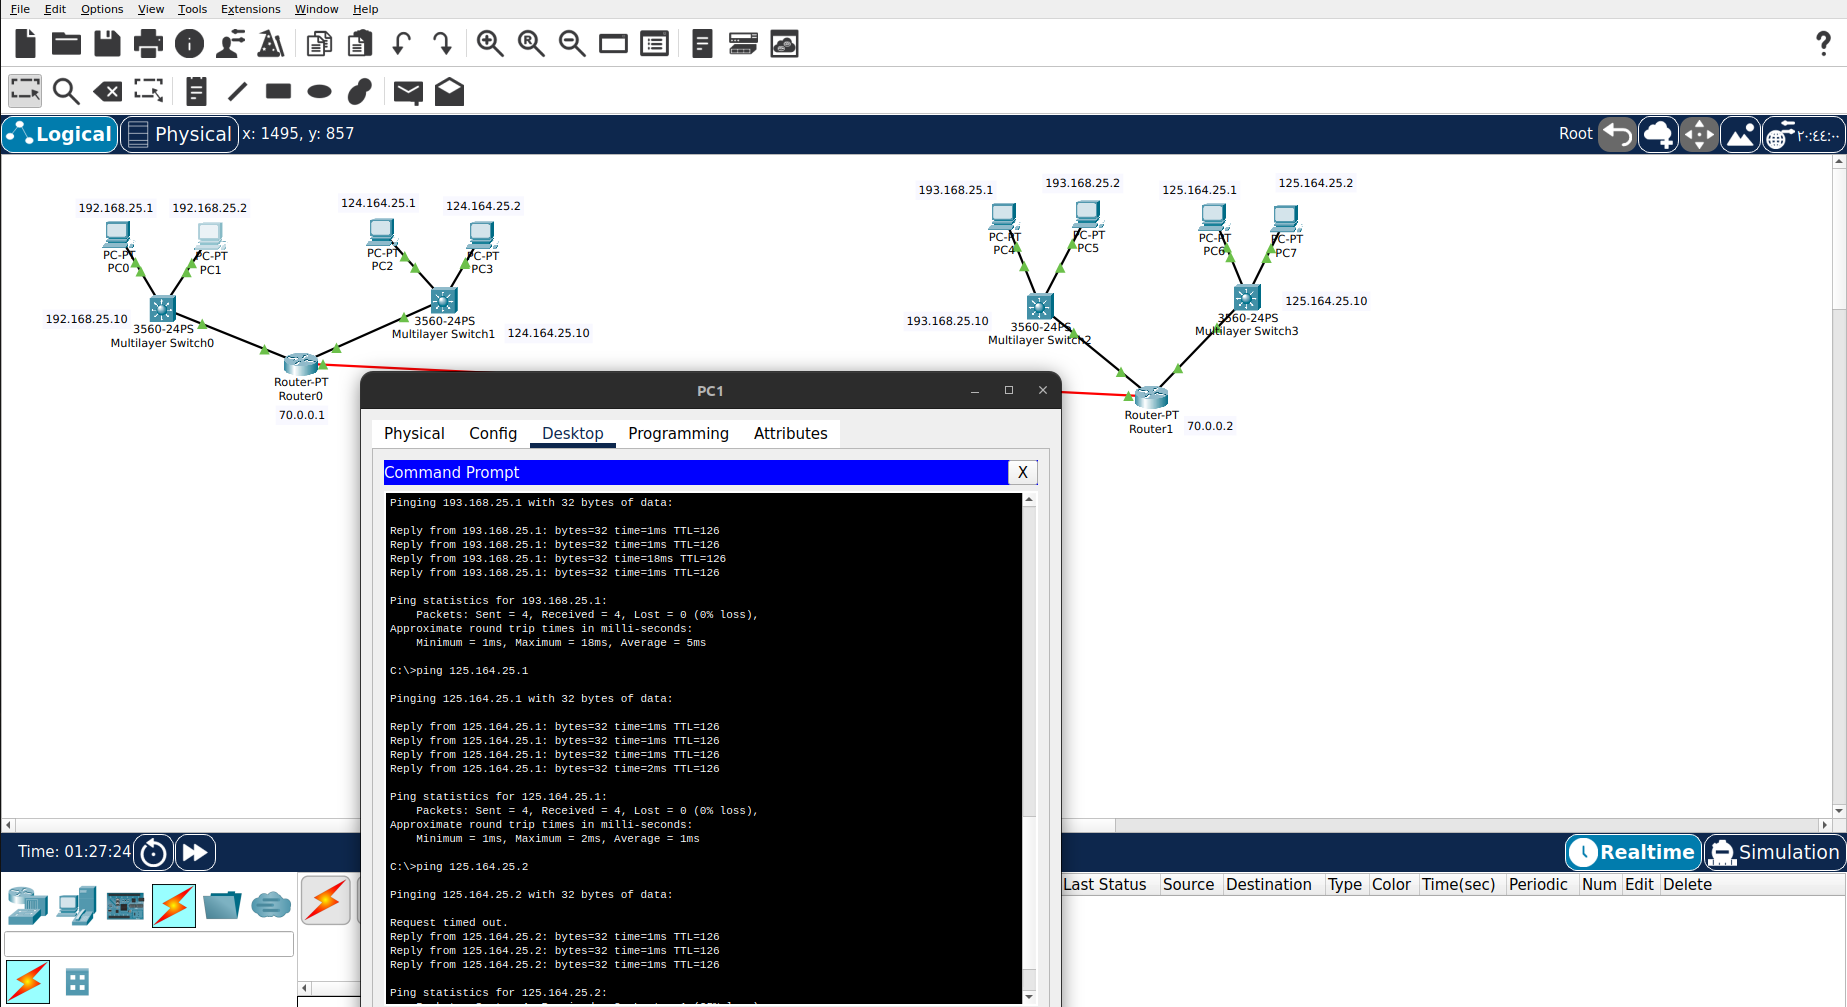 File Edit Options View Tools Extensions Window Help
Logical Physical x: 1495, y: 857 Root ٢٠:٤٤:٠٠
192.168.25.1 192.168.25.2 124.164.25.1 124.164.25.2 193.168.25.1 193.168.25.2 125.164.25.1 125.164.25.2
PC-PT PC0
PC-PT PC1
PC-PT PC2
PC-PT PC3
PC-PT PC4
PC-PT PC5
PC-PT PC6
PC-PT PC7
192.168.25.10
3560-24PS
Multilayer Switch0
3560-24PS
Multilayer Switch1
124.164.25.10
193.168.25.10
3560-24PS
Multilayer Switch2
125.164.25.10
3560-24PS
Multilayer Switch3
Router-PT
Router0
70.0.0.1
Router-PT
Router1
70.0.0.2
PC1
Physical Config Desktop Programming Attributes
Command Prompt X
Pinging 193.168.25.1 with 32 bytes of data:
Reply from 193.168.25.1: bytes=32 time=1ms TTL=126
Reply from 193.168.25.1: bytes=32 time=1ms TTL=126
Reply from 193.168.25.1: bytes=32 time=18ms TTL=126
Reply from 193.168.25.1: bytes=32 time=1ms TTL=126
Ping statistics for 193.168.25.1:
Packets: Sent = 4, Received = 4, Lost = 0 (0% loss),
Approximate round trip times in milli-seconds:
Minimum = 1ms, Maximum = 18ms, Average = 5ms
C:\>ping 125.164.25.1
Pinging 125.164.25.1 with 32 bytes of data:
Reply from 125.164.25.1: bytes=32 time=1ms TTL=126
Reply from 125.164.25.1: bytes=32 time=1ms TTL=126
Reply from 125.164.25.1: bytes=32 time=1ms TTL=126
Reply from 125.164.25.1: bytes=32 time=2ms TTL=126
Ping statistics for 125.164.25.1:
Packets: Sent = 4, Received = 4, Lost = 0 (0% loss),
Approximate round trip times in milli-seconds:
Minimum = 1ms, Maximum = 2ms, Average = 1ms
C:\>ping 125.164.25.2
Pinging 125.164.25.2 with 32 bytes of data:
Request timed out.
Reply from 125.164.25.2: bytes=32 time=1ms TTL=126
Reply from 125.164.25.2: bytes=32 time=1ms TTL=126
Reply from 125.164.25.2: bytes=32 time=1ms TTL=126
Ping statistics for 125.164.25.2:
Time: 01:27:24
Realtime Simulation
Last Status Source Destination Type Color Time(sec) Periodic Num Edit Delete